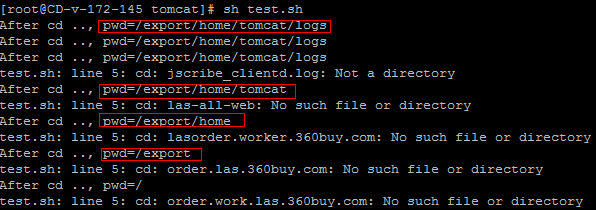 [root@CD-v-172-145 tomcat]# sh test.sh
After cd .., pwd=/export/home/tomcat/logs
After cd .., pwd=/export/home/tomcat/logs
After cd .., pwd=/export/home/tomcat/logs
test.sh: line 5: cd: jscribe_clientd.log: Not a directory
After cd .., pwd=/export/home/tomcat
test.sh: line 5: cd: las-all-web: No such file or directory
After cd .., pwd=/export/home
test.sh: line 5: cd: lasorder.worker.360buy.com: No such file or directory
After cd .., pwd=/export
test.sh: line 5: cd: order.las.360buy.com: No such file or directory
After cd .., pwd=/
test.sh: line 5: cd: order.work.las.360buy.com: No such file or directory